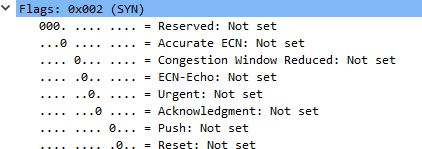 Flags: 0x002 (SYN)
000. .... .... = Reserved: Not set
...0 .... .... = Accurate ECN: Not set
.... 0... .... = Congestion Window Reduced: Not set
.... .0.. .... = ECN-Echo: Not set
.... ..0. .... = Urgent: Not set
.... ...0 .... = Acknowledgment: Not set
.... .... 0... = Push: Not set
.... .... .0.. = Reset: Not set